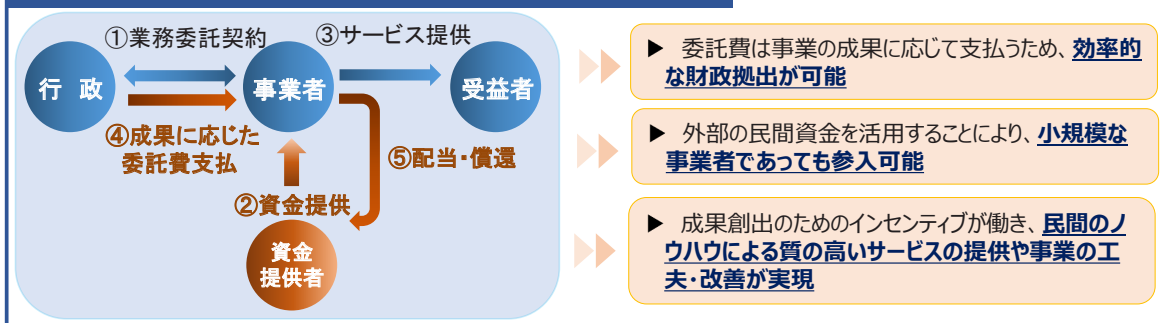 ①業務委託契約
③サービス提供
行 政
事業者
受益者
④成果に応じた
委託費支払
⑤配当・償還
②資金提供
資金
提供者
▶ 委託費は事業の成果に応じて支払うため、効率的
な財政拠出が可能
▶ 外部の民間資金を活用することにより、小規模な
事業者であっても参入可能
▶ 成果創出のためのインセンティブが働き、民間のノ
ウハウによる質の高いサービスの提供や事業の工
夫・改善が実現